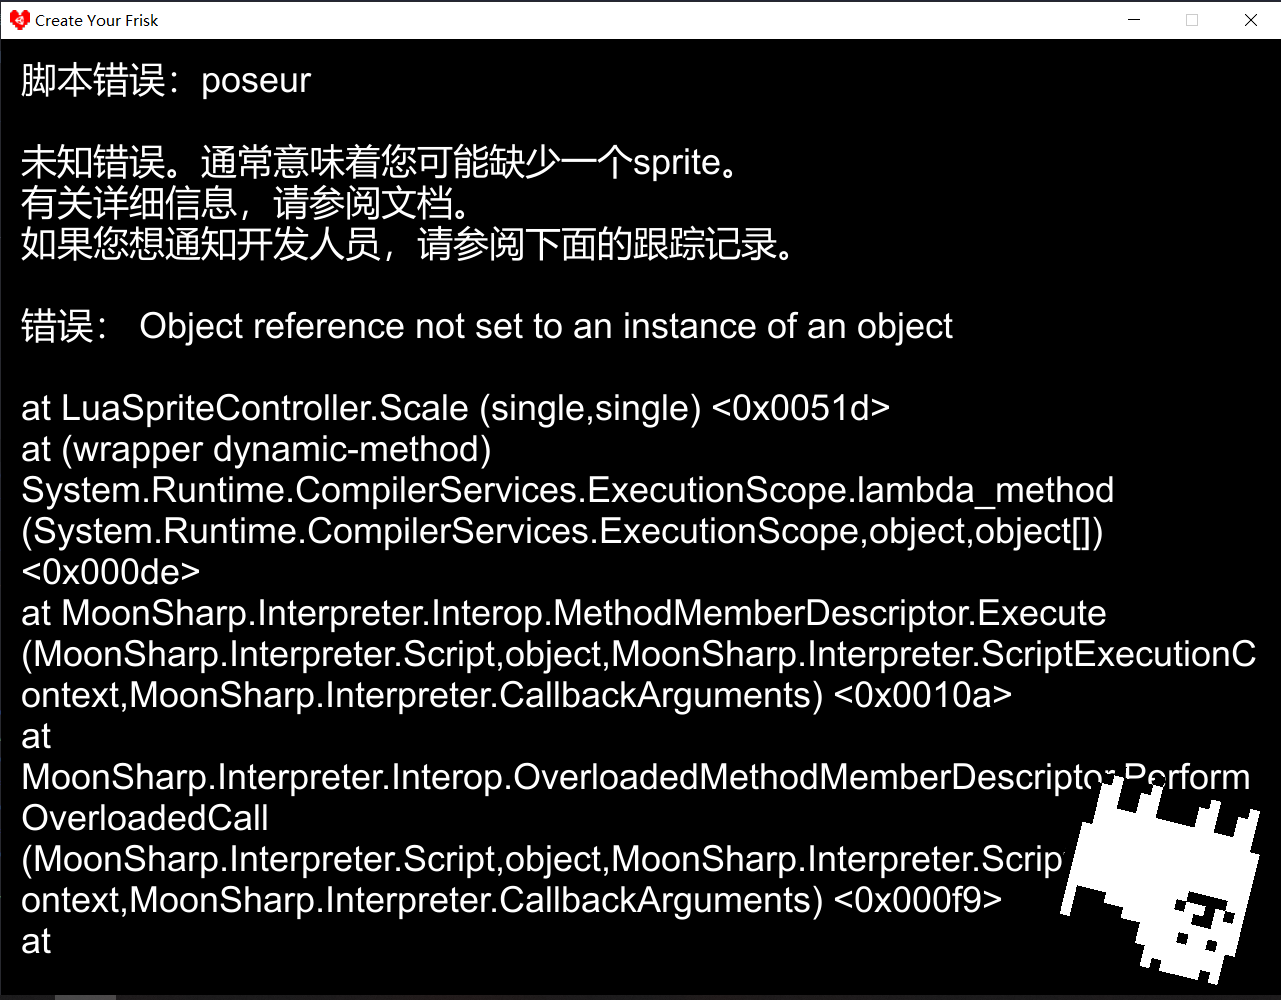 Create Your Frisk
脚本错误：poseur
未知错误。通常意味着您可能缺少一个sprite。
有关详细信息，请参阅文档。
如果您想通知开发人员，请参阅下面的跟踪记录。
错误： Object reference not set to an instance of an object
at LuaSpriteController.Scale (single,single) <0x0051d>
at (wrapper dynamic-method)
System.Runtime.CompilerServices.ExecutionScope.lambda_method
(System.Runtime.CompilerServices.ExecutionScope,object,object[])
<0x000de>
at MoonSharp.Interpreter.Interop.MethodMemberDescriptor.Execute
(MoonSharp.Interpreter.Script,object,MoonSharp.Interpreter.ScriptExecutionC
ontext,MoonSharp.Interpreter.CallbackArguments) <0x0010a>
at
MoonSharp.Interpreter.Interop.OverloadedMethodMemberDescriptor.Perform
OverloadedCall
(MoonSharp.Interpreter.Script,object,MoonSharp.Interpreter.Scrip
ontext,MoonSharp.Interpreter.CallbackArguments) <0x000f9>
at